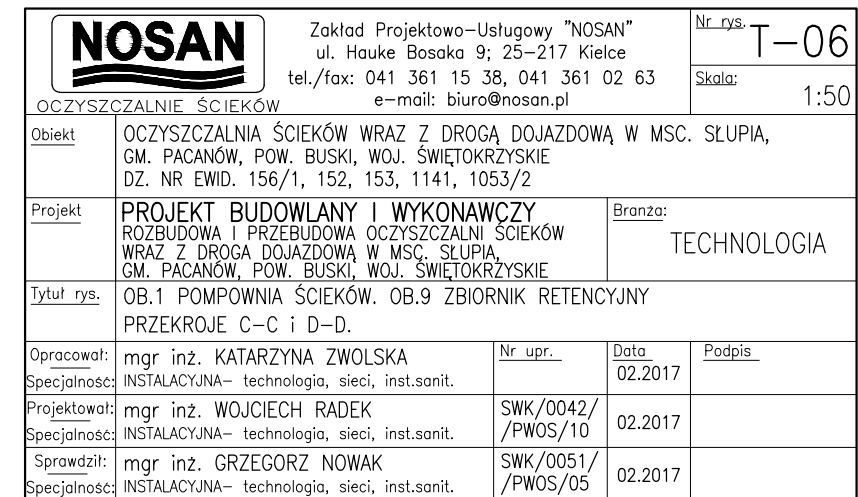 NOSAN
OCZYSZCZALNIE ŚCIEKÓW
Zakład Projektowo-Usługowy "NOSAN"
ul. Hauke Bosaka 9; 25-217 Kielce
tel./fax: 041 361 15 38, 041 361 02 63
e-mail: biuro@nosan.pl
Nr rys. T-06
Skala:
1:50
Obiekt
OCZYSZCZALNIA ŚCIEKÓW WRAZ Z DROGĄ DOJAZDOWĄ W MSC. SŁUPIA,
GM. PACANÓW, POW. BUSKI, WOJ. ŚWIĘTOKRZYSKIE
DZ. NR EWID. 156/1, 152, 153, 1141, 1053/2
Projekt
PROJEKT BUDOWLANY I WYKONAWCZY
ROZBUDOWA I PRZEBUDOWA OCZYSZCZALNI ŚCIEKÓW
WRAZ Z DROGA DOJAZDOWĄ W MSC. SŁUPIA,
GM. PACANÓW, POW. BUSKI, WOJ. ŚWIĘTOKRZYSKIE
Branża:
TECHNOLOGIA
Tytuł rys.
OB.1 POMPOWNIA ŚCIEKÓW. OB.9 ZBIORNIK RETENCYJNY
PRZEKROJE C-C i D-D.
Opracował: mgr inż. KATARZYNA ZWOLSKA
Specjalność: INSTALACYJNA- technologia, sieci, inst.sanit.
Nr upr.
Data
02.2017
Podpis
Projektował: mgr inż. WOJCIECH RADEK
Specjalność: INSTALACYJNA- technologia, sieci, inst.sanit.
SWK/0042/
/PWOS/10
02.2017
Sprawdził: mgr inż. GRZEGORZ NOWAK
Specjalność: INSTALACYJNA- technologia, sieci, inst.sanit.
SWK/0051/
/PWOS/05
02.2017